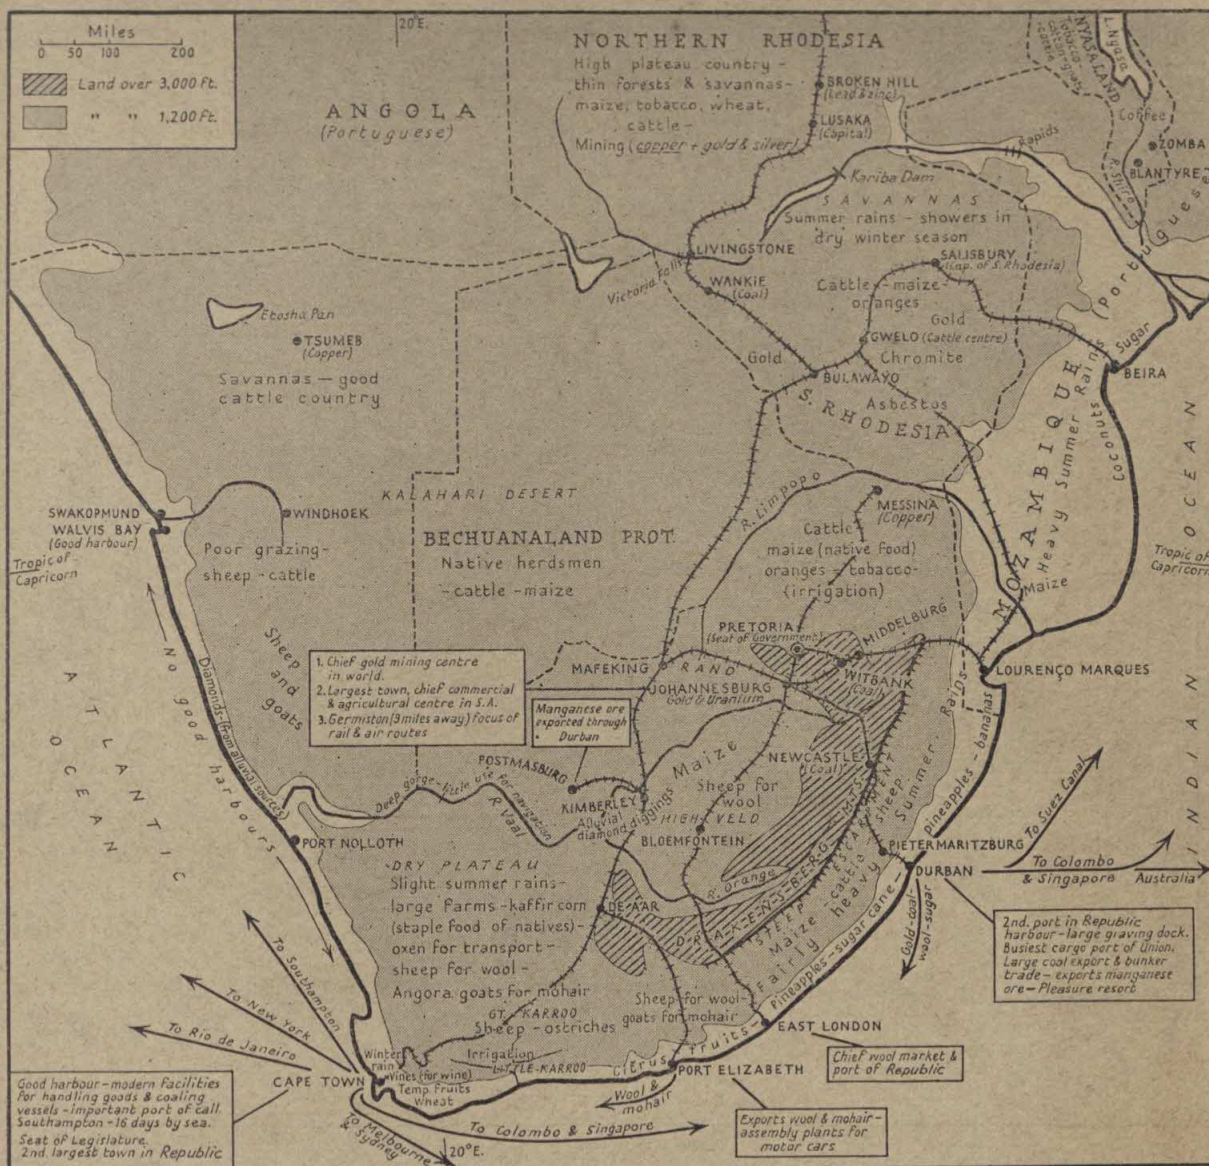 20°E.
Miles
0 50 100 200
Land over 3,000 Ft.
" " 1,200 Ft.
ANGOLA
(Portuguese)
NORTHERN RHODESIA
High plateau country -
thin forests & savannas-
maize, tobacco, wheat,
cattle -
Mining (copper + gold & silver)
BROKEN HILL
(Lead & zinc)
LUSAKA
(Capital)
NYASALAND
Tobacco
cotton-goats
-cattle
L. Nyasa
Coffee
ZOMBA
BLANTYRE
R. Shire
Rapids
Kariba Dam
SAVANNAS
Summer rains - showers in
dry winter season
LIVINGSTONE
Victoria Falls
WANKIE
(Coal)
SALISBURY
(Cap. of S. Rhodesia)
Cattle-maize-
oranges
Gold
GWELO (Cattle centre)
Chromite
Gold
BULAWAYO
Asbestos
S. RHODESIA
MOZAMBIQUE (Portuguese)
Heavy Summer Rains
Sugar
BEIRA
Coconuts
Maize
INDIAN OCEAN
Tropic of
Capricorn
Etosha Pan
TSUMEB
(Copper)
Savannas — good
cattle country
KALAHARI DESERT
SWAKOPMUND
WALVIS BAY
(Good harbour)
WINDHOEK
Poor grazing-
sheep-cattle
Tropic of
Capricorn
BECHUANALAND PROT.
Native herdsmen
-cattle-maize
R. Limpopo
MESSINA
(Copper)
Cattle
maize (native food)
oranges - tobacco-
(irrigation)
PRETORIA
(Seat of Government)
MIDDELBURG
WITBANK
(Coal)
MAFEKING
RAND
JOHANNESBURG
Gold & Uranium
LOURENÇO MARQUES
1. Chief gold mining centre
in world.
2. Largest town, chief commercial
& agricultural centre in S.A.
3. Germiston (9 miles away) focus of
rail & air routes
Manganese ore
exported through
Durban
Sheep
and
goats
Diamonds-(from alluvial sources)
No good harbours
ATLANTIC
OCEAN
POSTMASBURG
KIMBERLEY
Alluvial
diamond diggings
Deep gorge-little use for navigation
R. Vaal
Maize
Sheep for
wool
HIGH VELD
BLOEMFONTEIN
NEWCASTLE
(Coal)
R. Orange
DRAKENSBERG MTS.
STEEP ESCARPMENT
Maize-cattle-sheep
Fairly heavy Summer Rains
PIETERMARITZBURG
DURBAN
Pineapples - bananas
Pineapples-sugar cane
To Suez Canal
To Colombo
& Singapore
Australia
Gold-coal-
wool-sugar
2nd. port in Republic
harbour-large graving dock.
Busiest cargo port of Union.
Large coal export & bunker
trade - exports manganese
ore — Pleasure resort
PORT NOLLOTH
DRY PLATEAU
Slight summer rains-
large farms-kaffir corn
(staple food of natives)-
oxen for transport-
sheep for wool-
Angora goats for mohair
DE AAR
GT. KARROO
Sheep-ostriches
Irrigation
LITTLE KARROO
Sheep for wool-
goats for mohair
Citrus fruits
EAST LONDON
Chief wool market &
port of Republic
PORT ELIZABETH
Wool &
mohair
Exports wool & mohair-
assembly plants for
motor cars
To Southampton
To New York
To Rio de Janeiro
Winter
rain
Vines (for wine)
Temp. fruits
Wheat
CAPE TOWN
Good harbour-modern facilities
for handling goods & coaling
vessels - important port of call.
Southampton-16 days by sea.
Seat of Legislature.
2nd. largest town in Republic
To Melbourne
& Sydney
To Colombo & Singapore
20°E.